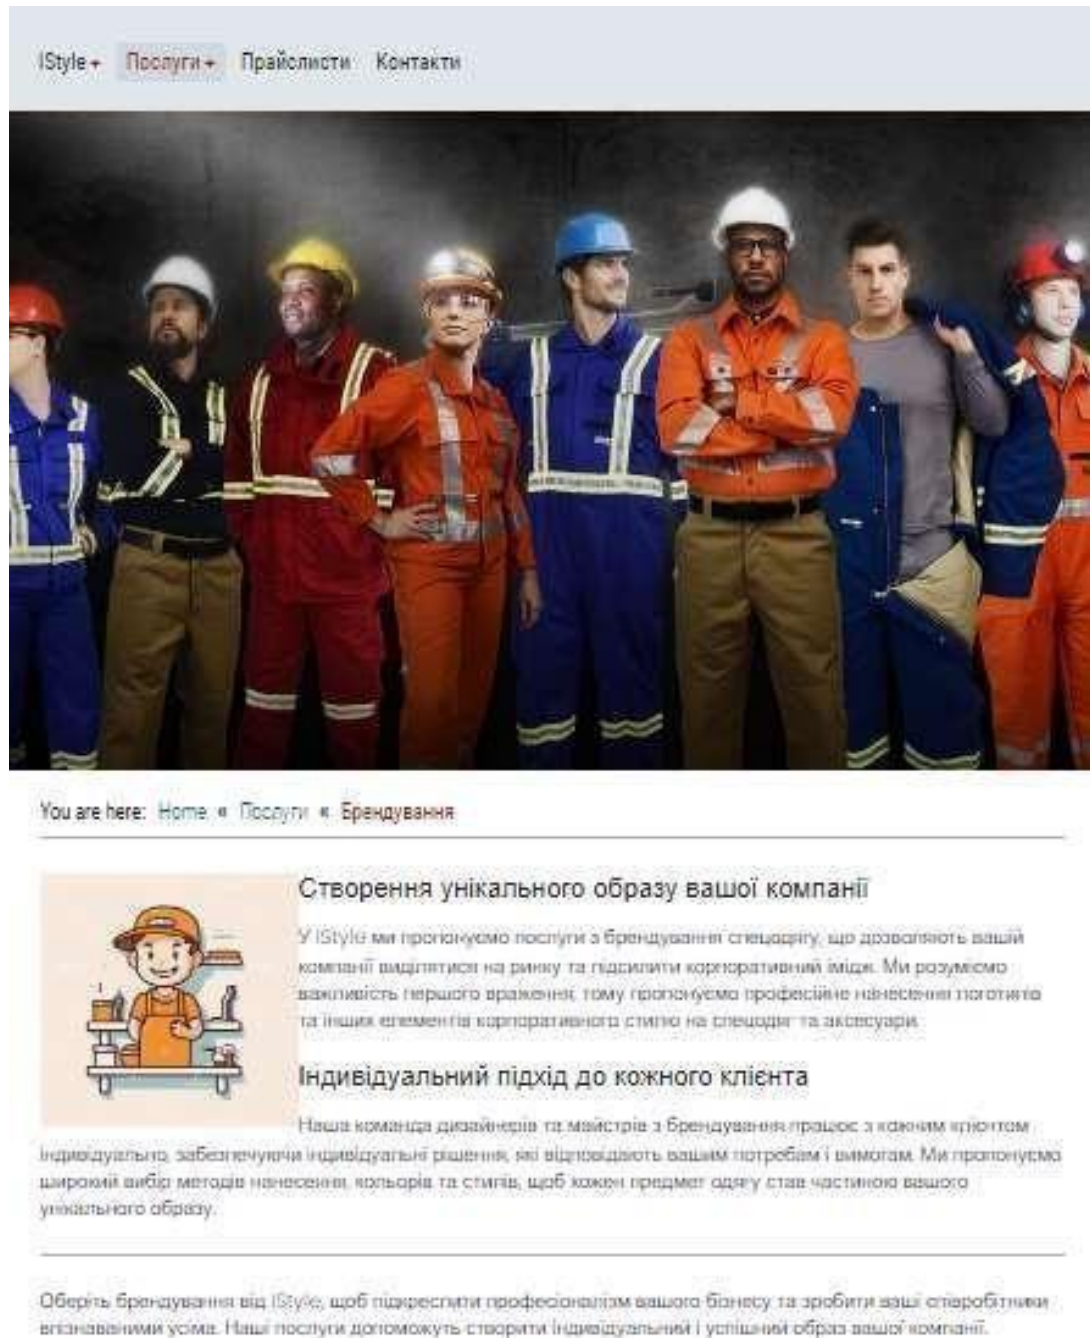 IStyle + Послуги + Прайслисти Контакти
You are here: Home « Послуги « Брендування
Створення унікального образу вашої компанії
У IStyle ми пропонуємо послуги з брендування спецодягу, що дозволяють вашій
компанії виділятися на ринку та підсилити корпоративний імідж. Ми розуміємо
важливість першого враження, тому пропонуємо професійне нанесення логотипів
та інших елементів корпоративного стилю на спецодяг та аксесуари.
Індивідуальний підхід до кожного клієнта
Наша команда дизайнерів та майстрів з брендування працює з кожним клієнтом
індивідуально, забезпечуючи індивідуальні рішення, які відповідають вашим потребам і вимогам. Ми пропонуємо
широкий вибір методів нанесення, кольорів та стилів, щоб кожен предмет одягу став частиною вашого
унікального образу.
Оберіть брендування від IStyle, щоб підкреслити професіоналізм вашого бізнесу та зробити ваші співробітники
впізнаваними усіма. Наші послуги допоможуть створити індивідуальний і успішний образ вашої компанії.